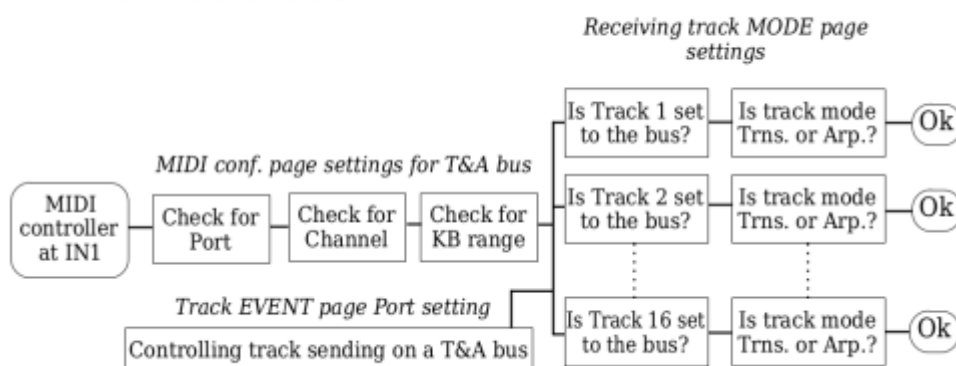 Receiving track MODE page
settings
Is Track 1 set
to the bus?
Is track mode
Trns. or Arp.?
Ok
MIDI conf. page settings for T&A bus
MIDI
controller
at IN1
Check for
Port
Check for
Channel
Check for
KB range
Is Track 2 set
to the bus?
Is track mode
Trns. or Arp.?
Ok
Track EVENT page Port setting
Controlling track sending on a T&A bus
Is Track 16 set
to the bus?
Is track mode
Trns. or Arp.?
Ok